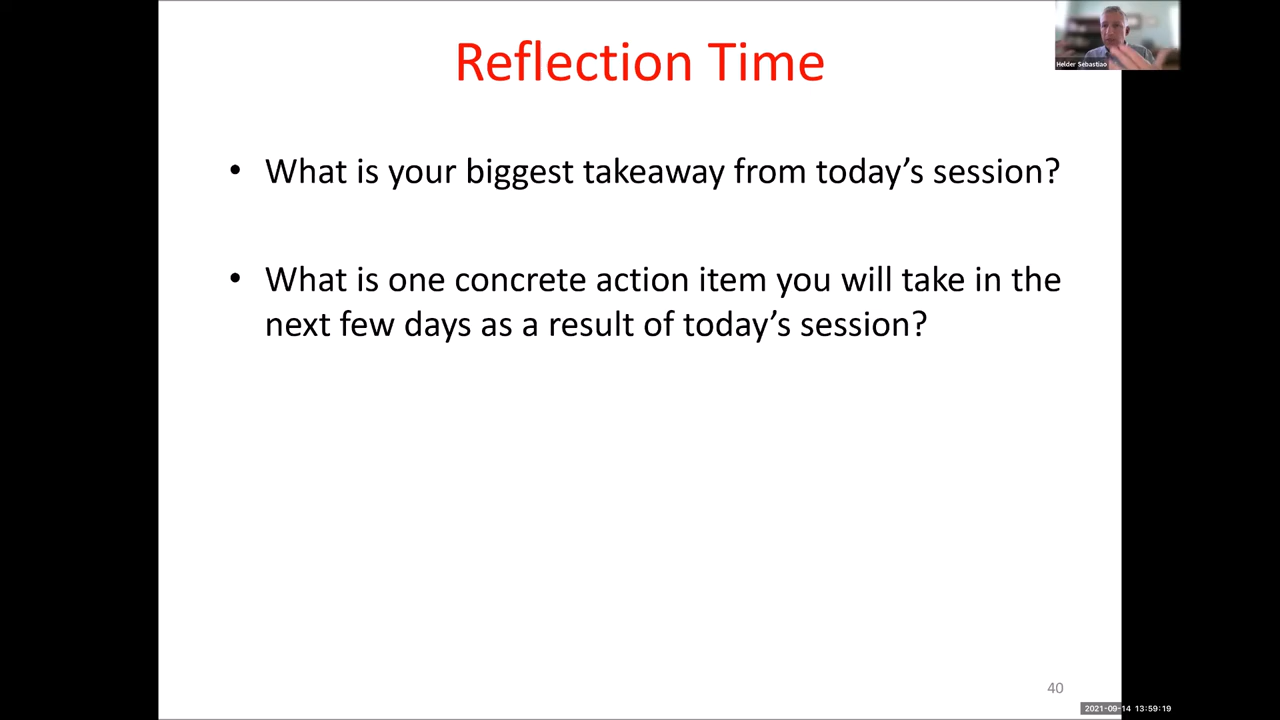 Reflection Time
Helder Sebastiao
• What is your biggest takeaway from today’s session?
• What is one concrete action item you will take in the
next few days as a result of today’s session?
40
2021-09-14 13:59:19